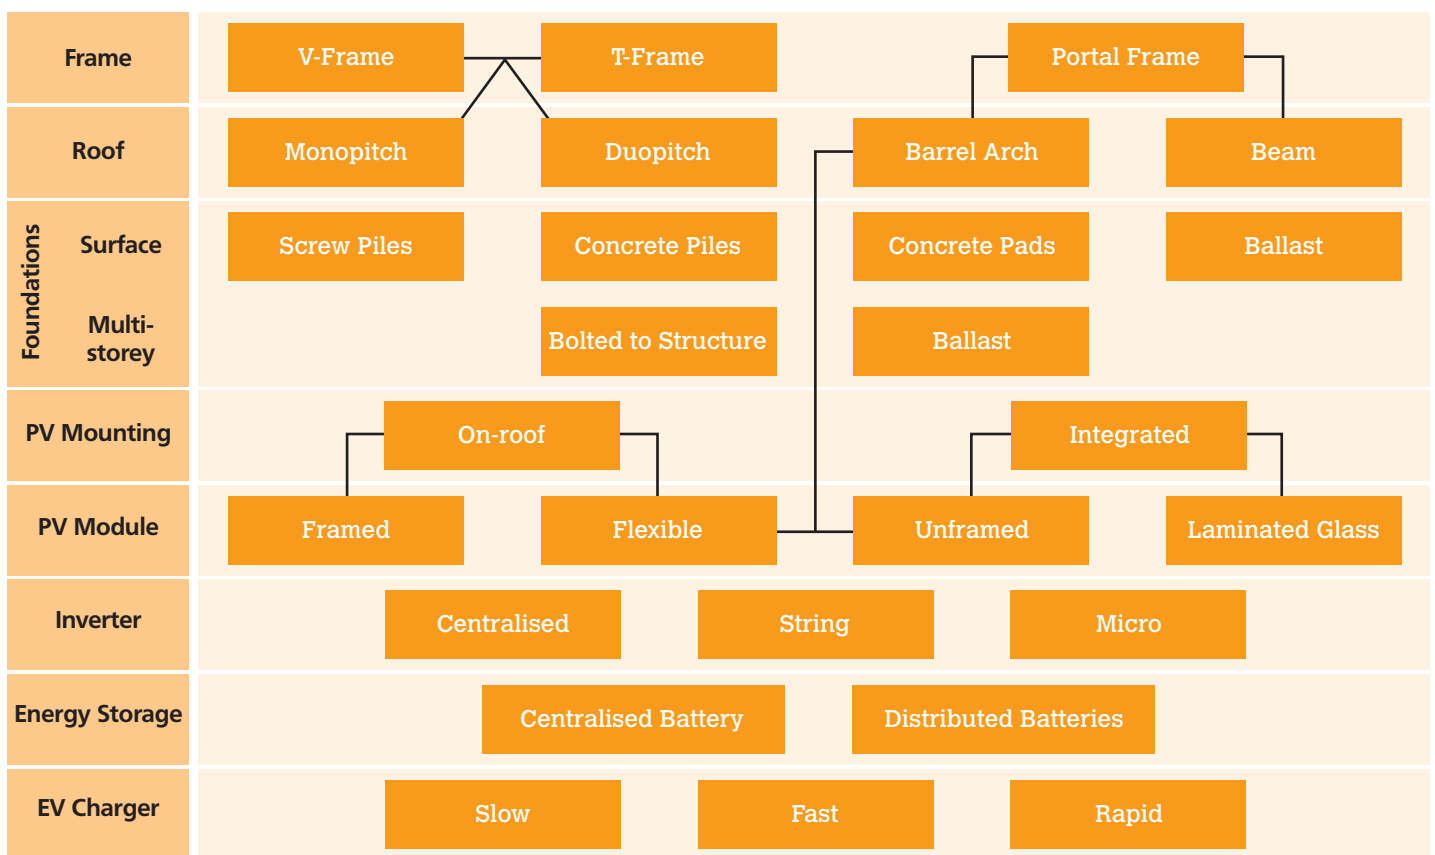 Frame
V-Frame
T-Frame
Portal Frame
Roof
Monopitch
Duopitch
Barrel Arch
Beam
Foundations
Surface
Screw Piles
Concrete Piles
Concrete Pads
Ballast
Multi-
storey
Bolted to Structure
Ballast
PV Mounting
On-roof
Integrated
PV Module
Framed
Flexible
Unframed
Laminated Glass
Inverter
Centralised
String
Micro
Energy Storage
Centralised Battery
Distributed Batteries
EV Charger
Slow
Fast
Rapid